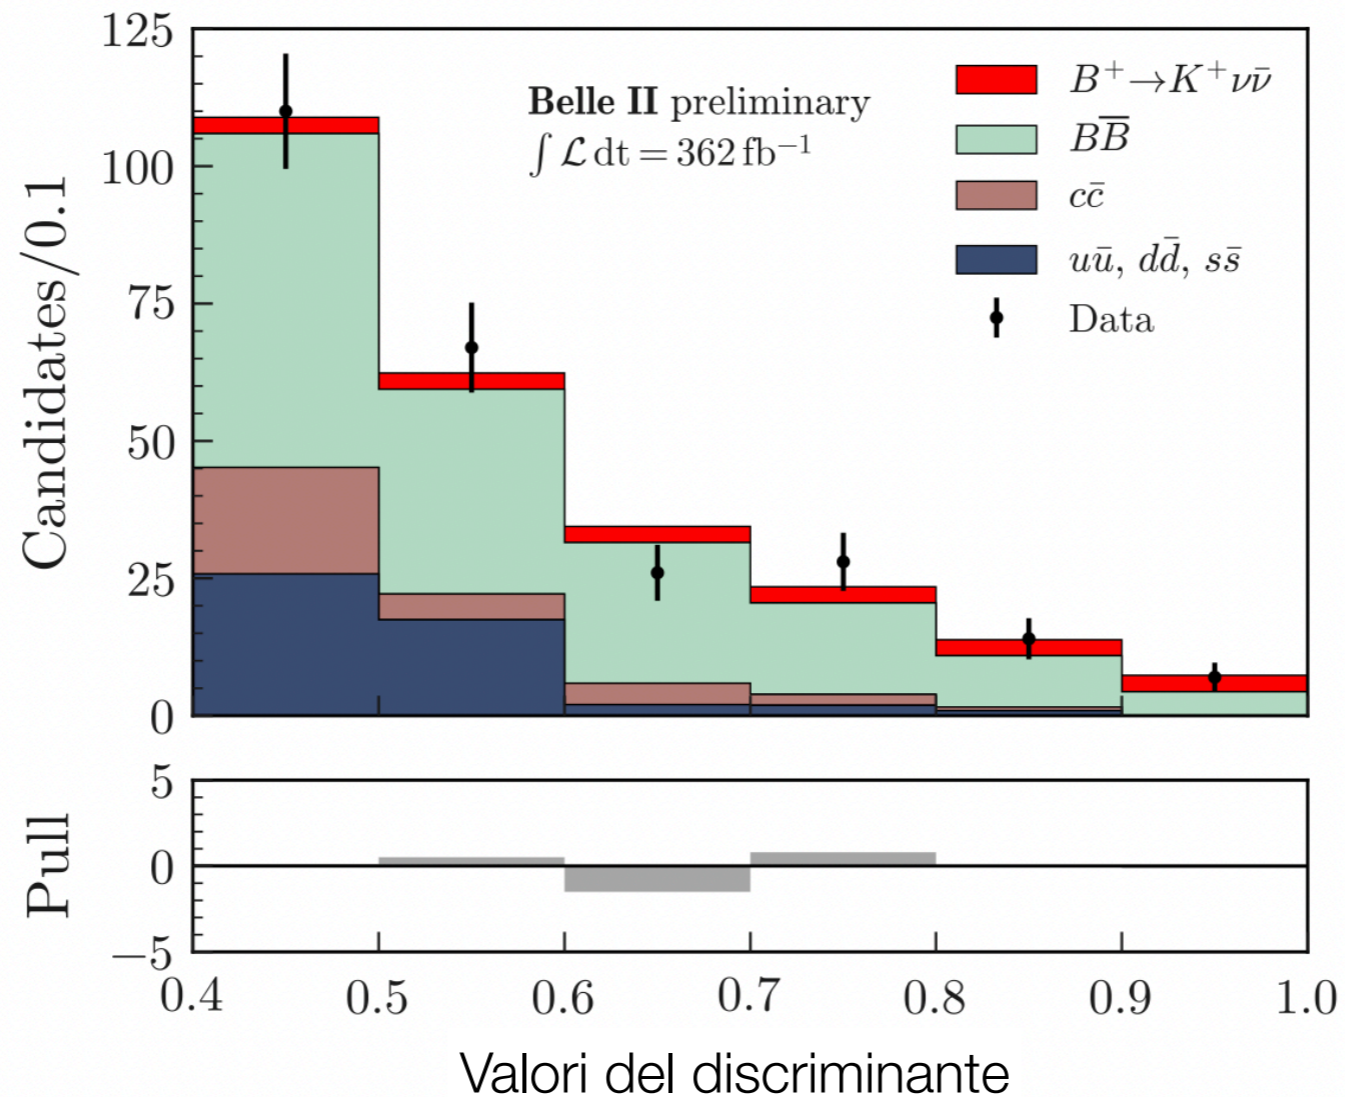 Candidates/0.1
125
100
75
50
25
0
Belle II preliminary
∫ ℒ dt = 362 fb⁻¹
B⁺→K⁺νν̄
BB̅
cc̄
uū, dd̄, ss̄
Data
Pull
5
0
−5
0.4 0.5 0.6 0.7 0.8 0.9 1.0
Valori del discriminante